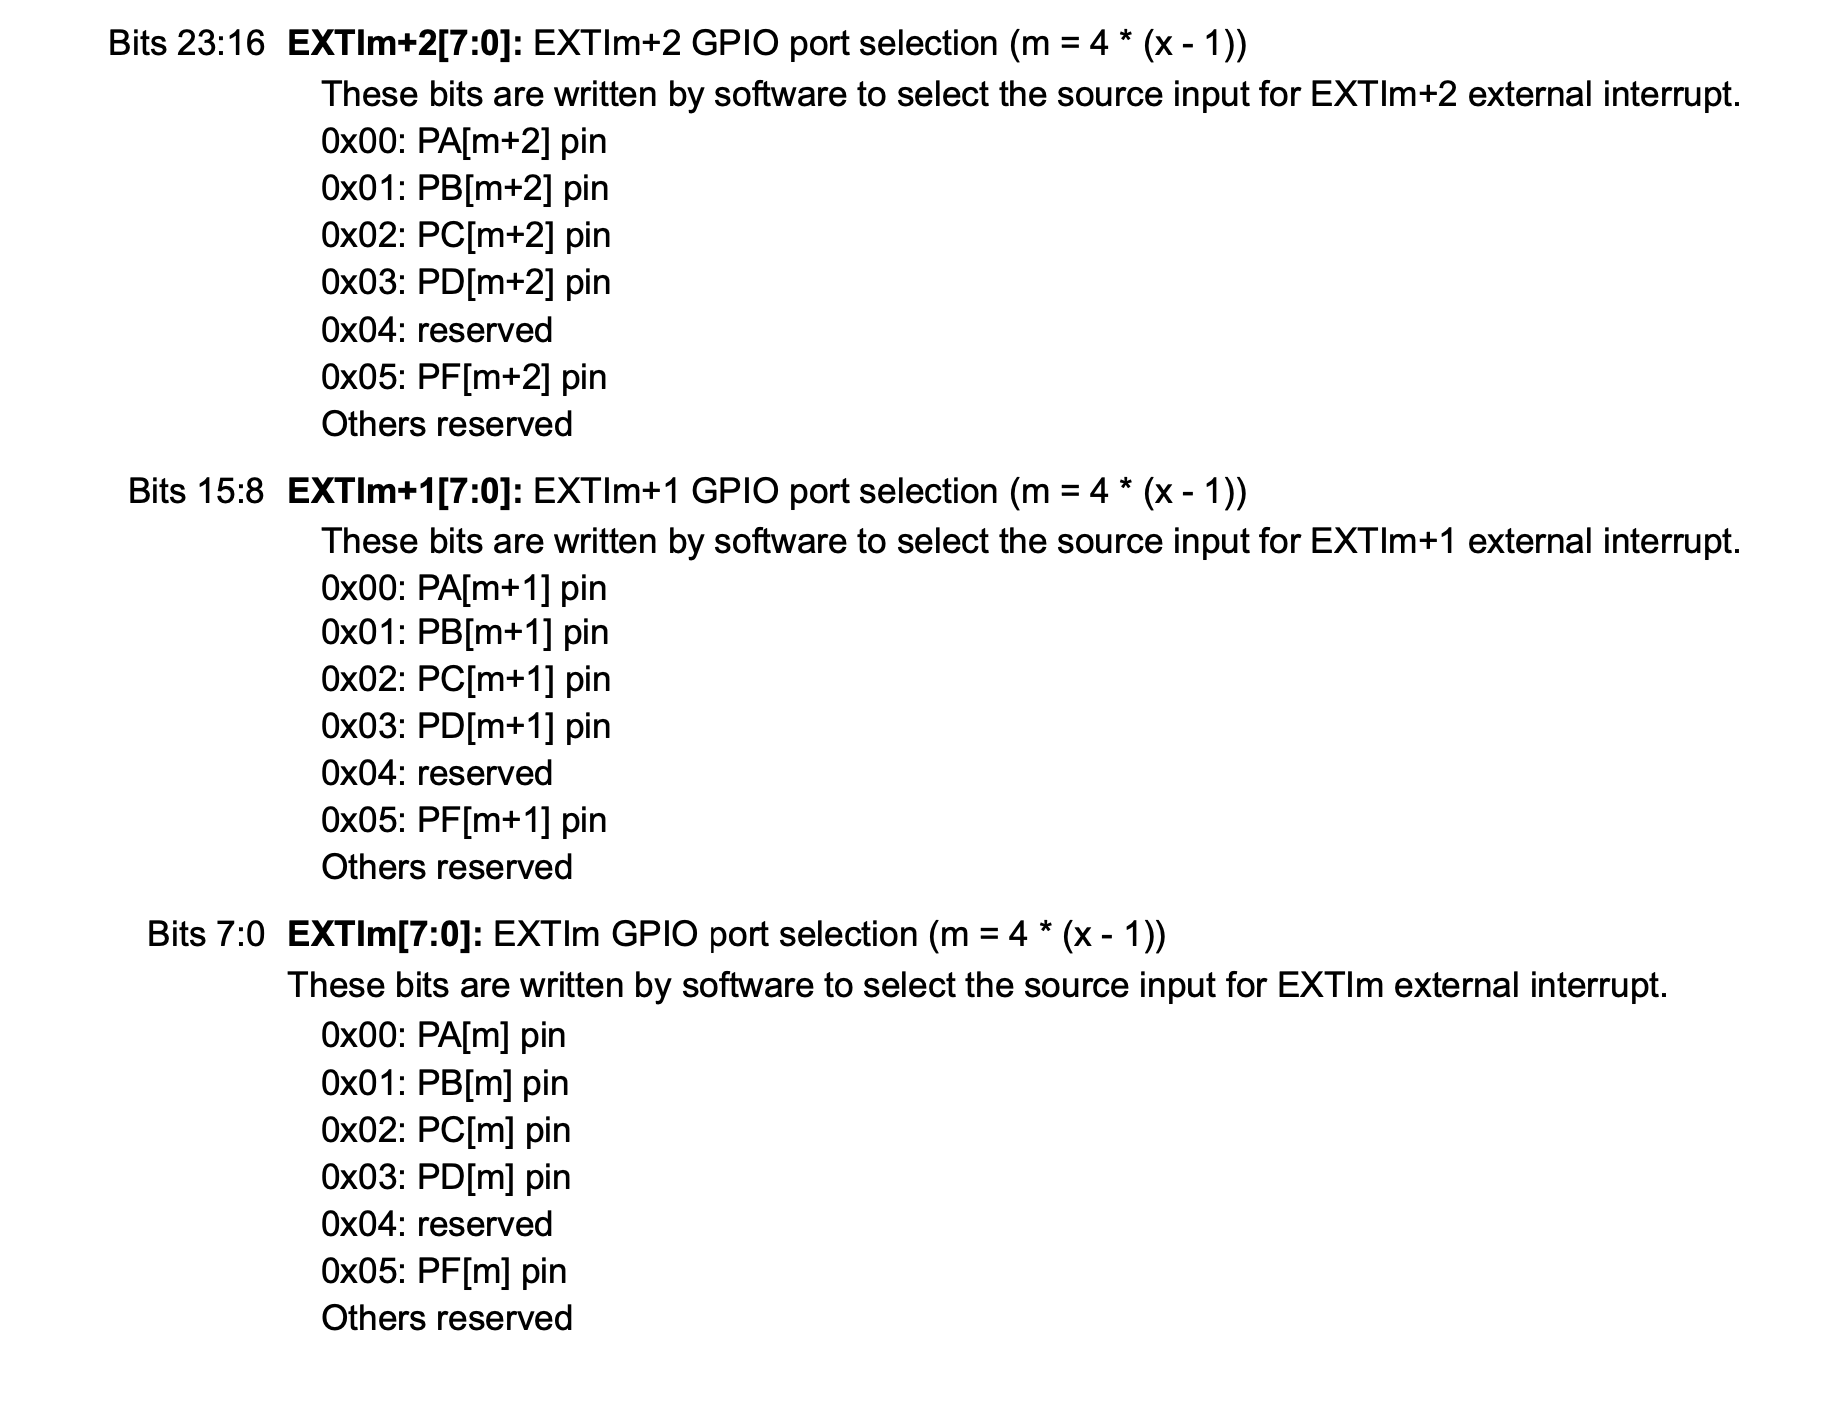 Bits 23:16 EXTIm+2[7:0]: EXTIm+2 GPIO port selection (m = 4 * (x - 1))
These bits are written by software to select the source input for EXTIm+2 external interrupt.
0x00: PA[m+2] pin
0x01: PB[m+2] pin
0x02: PC[m+2] pin
0x03: PD[m+2] pin
0x04: reserved
0x05: PF[m+2] pin
Others reserved
Bits 15:8 EXTIm+1[7:0]: EXTIm+1 GPIO port selection (m = 4 * (x - 1))
These bits are written by software to select the source input for EXTIm+1 external interrupt.
0x00: PA[m+1] pin
0x01: PB[m+1] pin
0x02: PC[m+1] pin
0x03: PD[m+1] pin
0x04: reserved
0x05: PF[m+1] pin
Others reserved
Bits 7:0 EXTIm[7:0]: EXTIm GPIO port selection (m = 4 * (x - 1))
These bits are written by software to select the source input for EXTIm external interrupt.
0x00: PA[m] pin
0x01: PB[m] pin
0x02: PC[m] pin
0x03: PD[m] pin
0x04: reserved
0x05: PF[m] pin
Others reserved